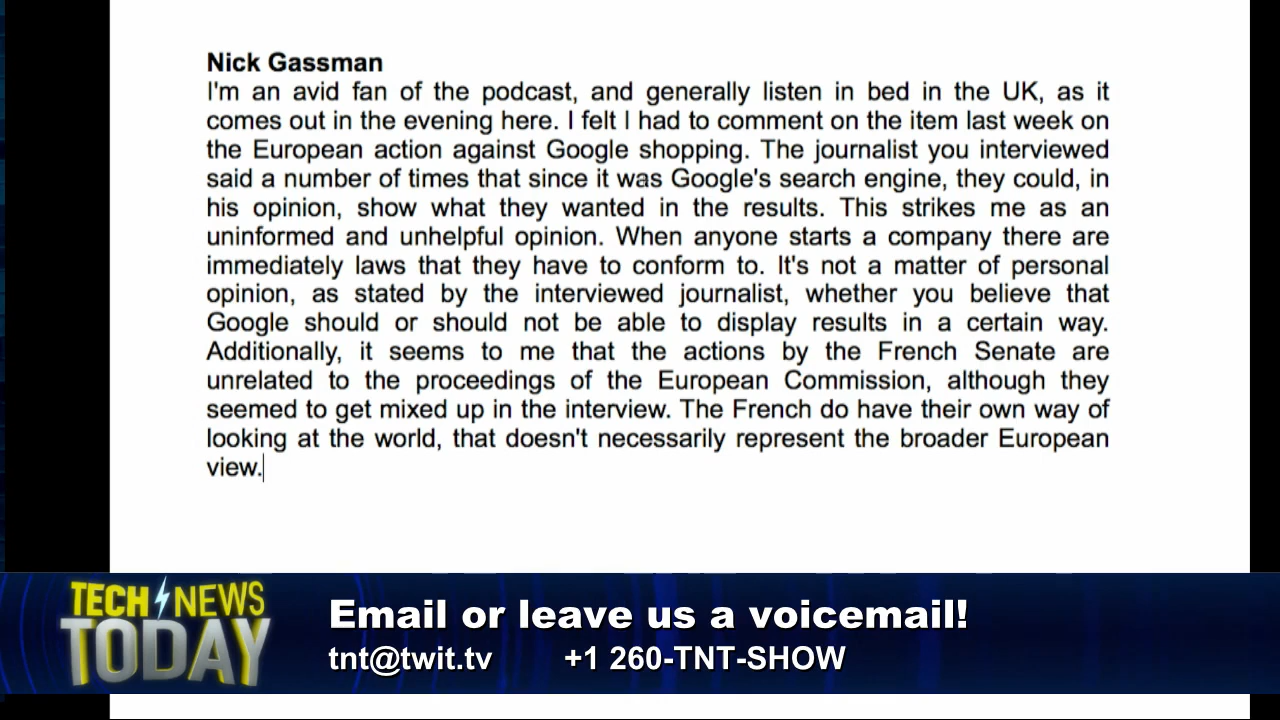 Nick Gassman
I'm an avid fan of the podcast, and generally listen in bed in the UK, as it
comes out in the evening here. I felt I had to comment on the item last week on
the European action against Google shopping. The journalist you interviewed
said a number of times that since it was Google's search engine, they could, in
his opinion, show what they wanted in the results. This strikes me as an
uninformed and unhelpful opinion. When anyone starts a company there are
immediately laws that they have to conform to. It's not a matter of personal
opinion, as stated by the interviewed journalist, whether you believe that
Google should or should not be able to display results in a certain way.
Additionally, it seems to me that the actions by the French Senate are
unrelated to the proceedings of the European Commission, although they
seemed to get mixed up in the interview. The French do have their own way of
looking at the world, that doesn't necessarily represent the broader European
view.
TECH NEWS
TODAY
Email or leave us a voicemail!
tnt@twit.tv +1 260-TNT-SHOW